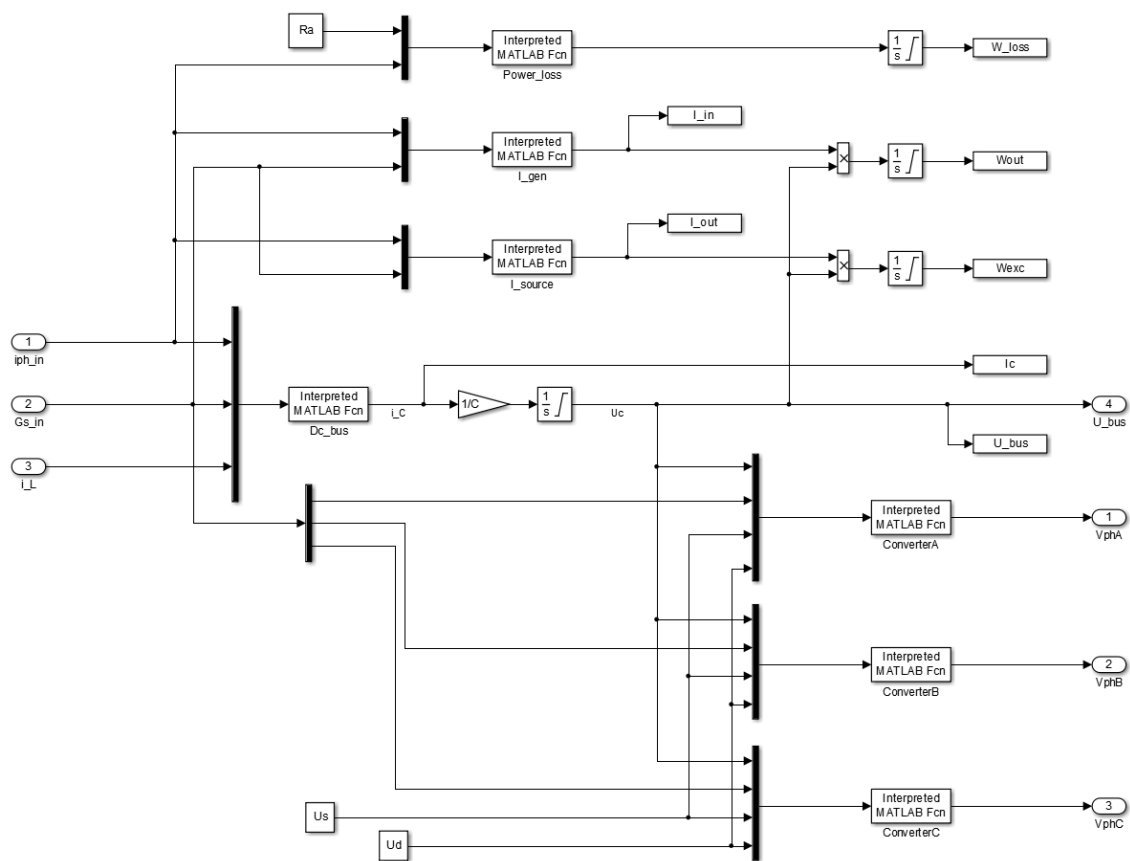 Ra
Interpreted
MATLAB Fcn
Power_loss
1
s
W_loss
I_in
Interpreted
MATLAB Fcn
I_gen
×
1
s
Wout
I_out
Interpreted
MATLAB Fcn
I_source
×
1
s
Wexc
1
iph_in
Ic
2
Gs_in
Interpreted
MATLAB Fcn
Dc_bus
i_C
1/C
1
s
Uc
4
U_bus
U_bus
3
i_L
Interpreted
MATLAB Fcn
ConverterA
1
VphA
Interpreted
MATLAB Fcn
ConverterB
2
VphB
Interpreted
MATLAB Fcn
ConverterC
3
VphC
Us
Ud